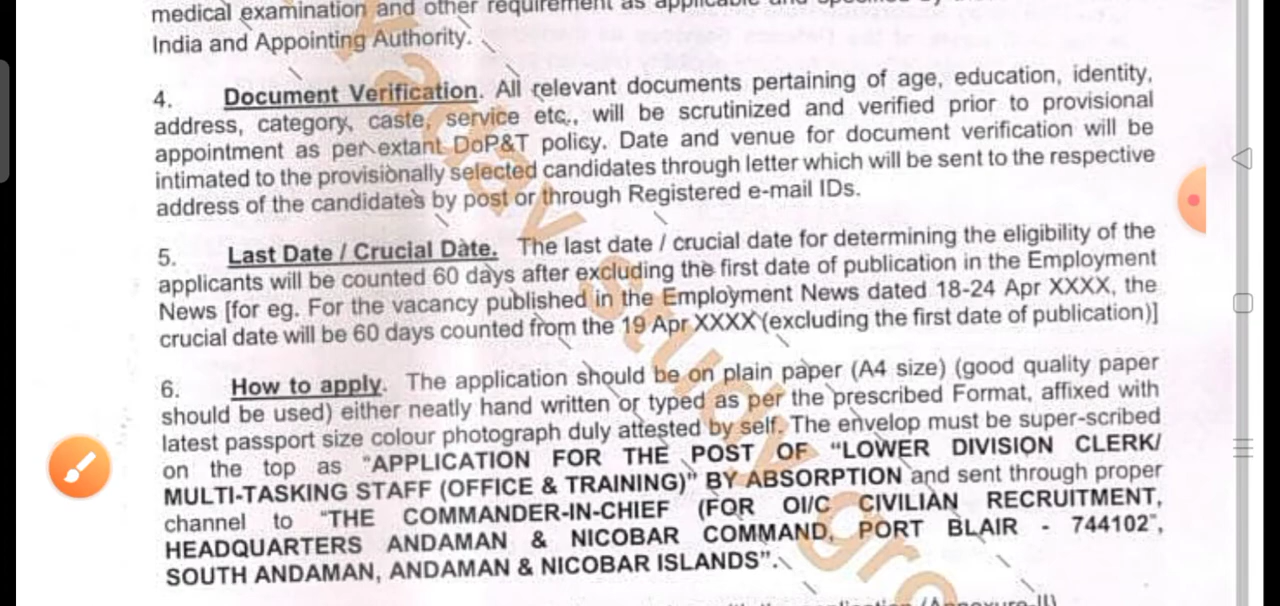 medical examination and other requirement as applicable and specified by
India and Appointing Authority.
4. Document Verification. All relevant documents pertaining of age, education, identity,
address, category, caste, service etc., will be scrutinized and verified prior to provisional
appointment as per extant DoP&T policy. Date and venue for document verification will be
intimated to the provisionally selected candidates through letter which will be sent to the respective
address of the candidates by post or through Registered e-mail IDs.
5. Last Date / Crucial Date. The last date / crucial date for determining the eligibility of the
applicants will be counted 60 days after excluding the first date of publication in the Employment
News [for eg. For the vacancy published in the Employment News dated 18-24 Apr XXXX, the
crucial date will be 60 days counted from the 19 Apr XXXX (excluding the first date of publication)]
6. How to apply. The application should be on plain paper (A4 size) (good quality paper
should be used) either neatly hand written or typed as per the prescribed Format, affixed with
latest passport size colour photograph duly attested by self. The envelop must be super-scribed
on the top as "APPLICATION FOR THE POST OF "LOWER DIVISION CLERK/
MULTI-TASKING STAFF (OFFICE & TRAINING)" BY ABSORPTION and sent through proper
channel to "THE COMMANDER-IN-CHIEF (FOR OI/C CIVILIAN RECRUITMENT,
HEADQUARTERS ANDAMAN & NICOBAR COMMAND, PORT BLAIR - 744102",
SOUTH ANDAMAN, ANDAMAN & NICOBAR ISLANDS".
application (Annexure-II)
yadav study gro